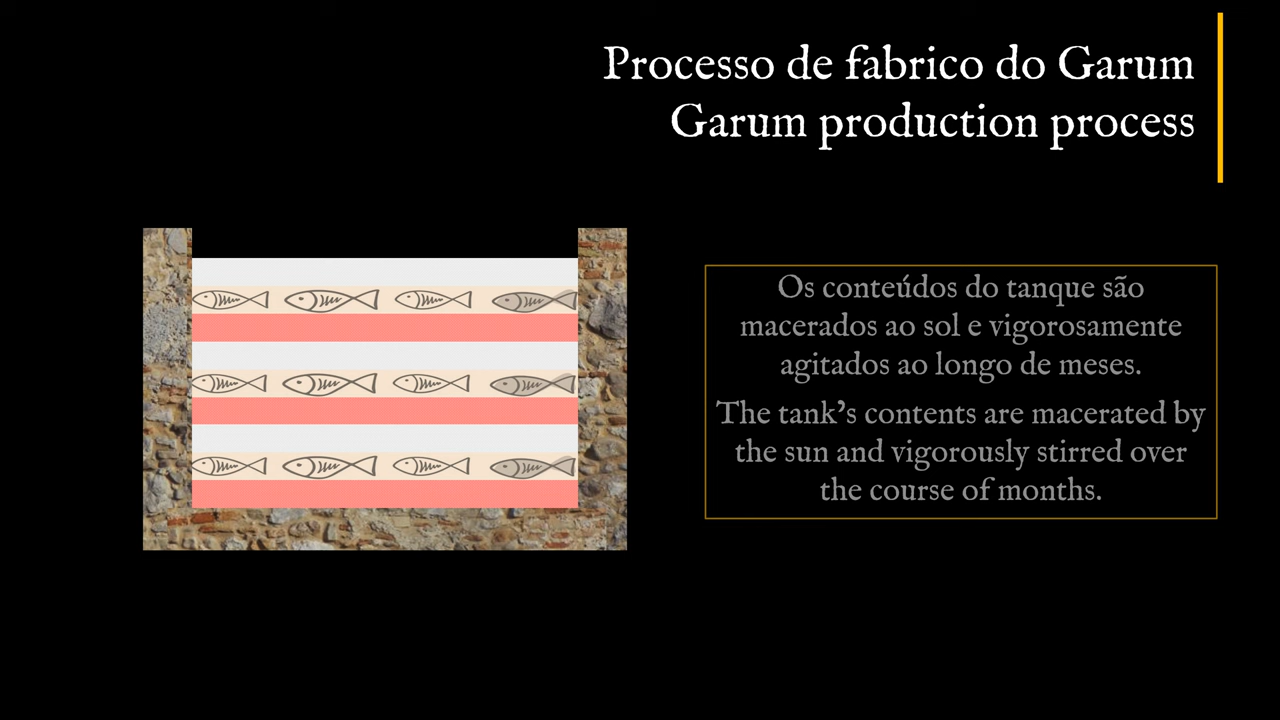 Processo de fabrico do Garum
Garum production process
Os conteúdos do tanque são
macerados ao sol e vigorosamente
agitados ao longo de meses.
The tank’s contents are macerated by
the sun and vigorously stirred over
the course of months.